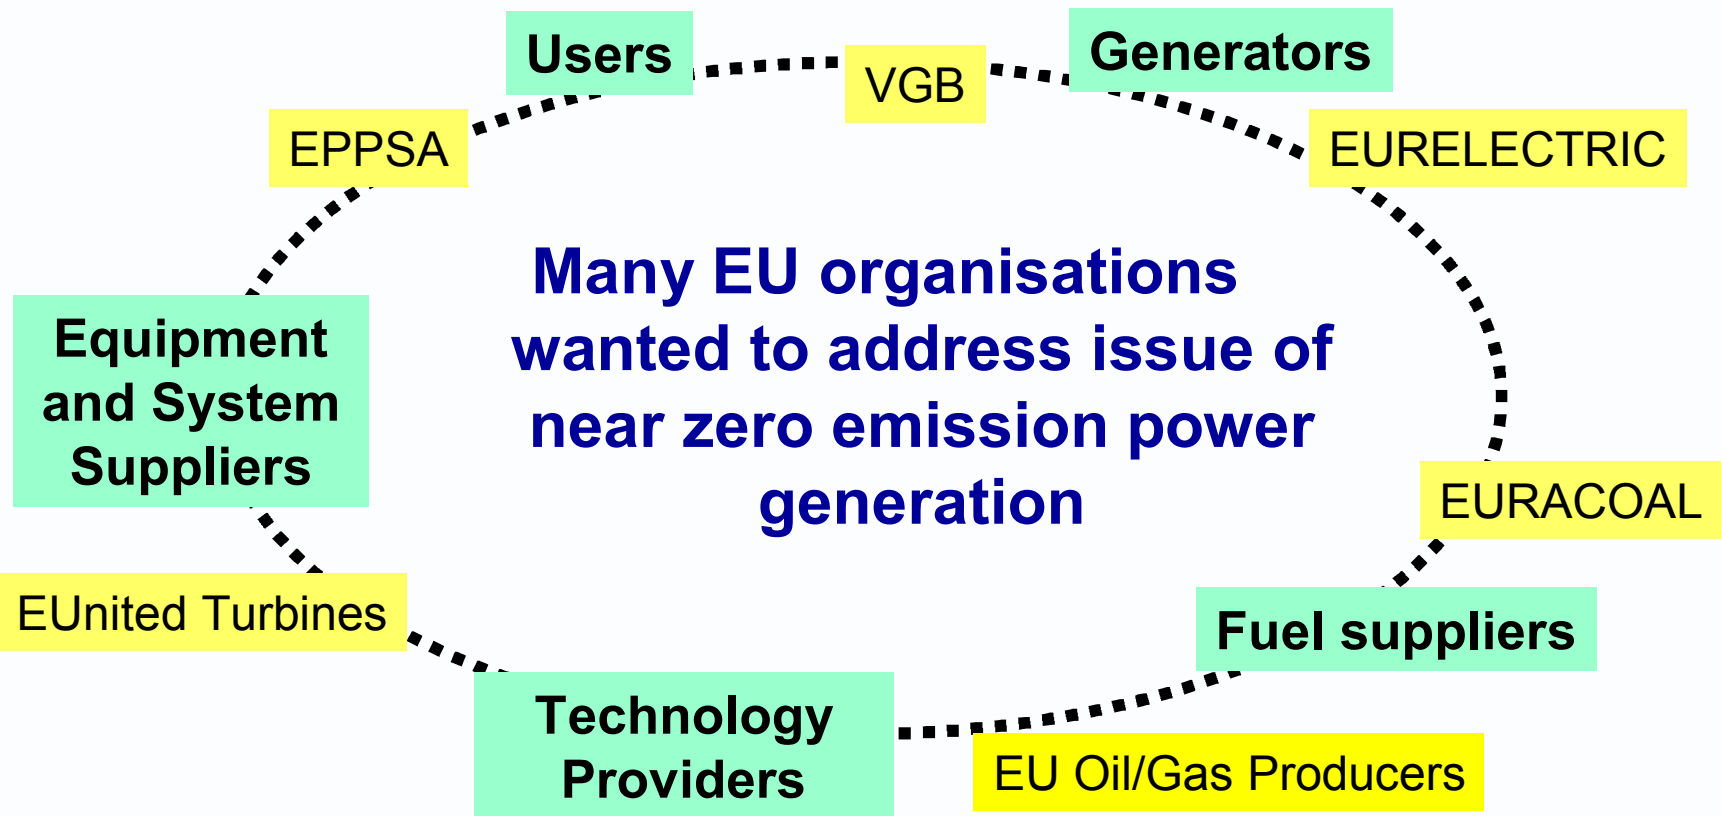 Users
Generators
VGB
EPPSA
EURELECTRIC
Many EU organisations
wanted to address issue of
near zero emission power
generation
Equipment
and System
Suppliers
EURACOAL
EUnited Turbines
Fuel suppliers
Technology
Providers
EU Oil/Gas Producers